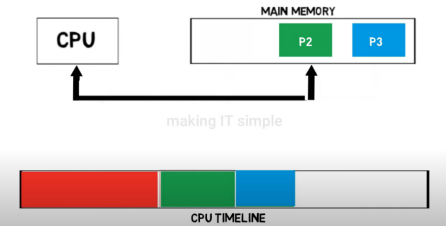 MAIN MEMORY
CPU
P2
P3
making IT simple
CPU TIMELINE